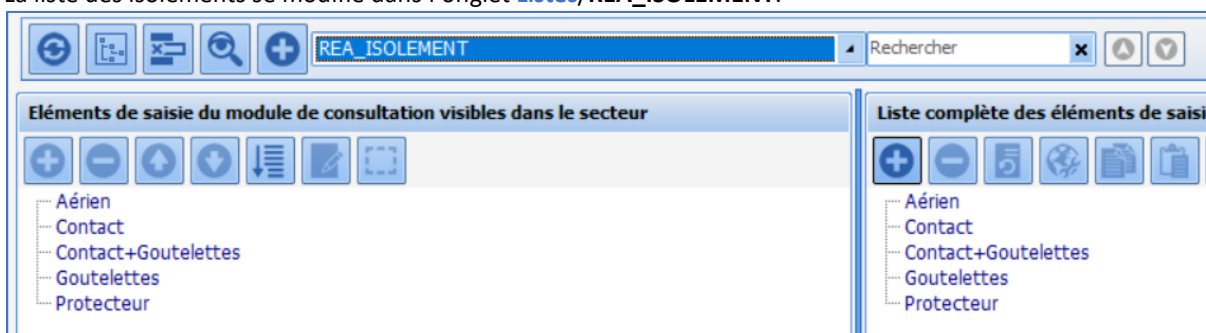 La liste des isolements se modifie dans l'onglet Listes/REA_ISOLEMENT.
REA_ISOLEMENT
Rechercher
Eléments de saisie du module de consultation visibles dans le secteur
Liste complète des éléments de saisi
Aérien
Contact
Contact+Goutelettes
Goutelettes
Protecteur
Aérien
Contact
Contact+Goutelettes
Goutelettes
Protecteur